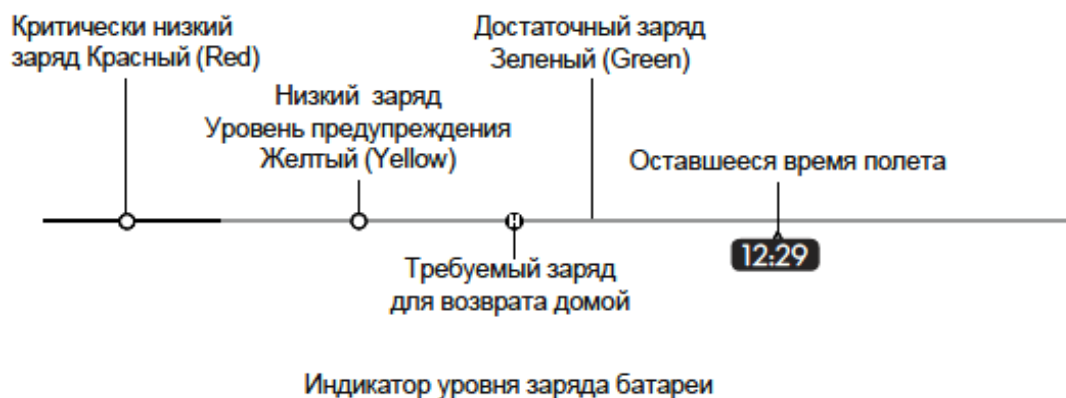 Критически низкий
заряд Красный (Red)
Достаточный заряд
Зеленый (Green)
Низкий заряд
Уровень предупреждения
Желтый (Yellow)
Оставшееся время полета
H
12:29
Требуемый заряд
для возврата домой
Индикатор уровня заряда батареи